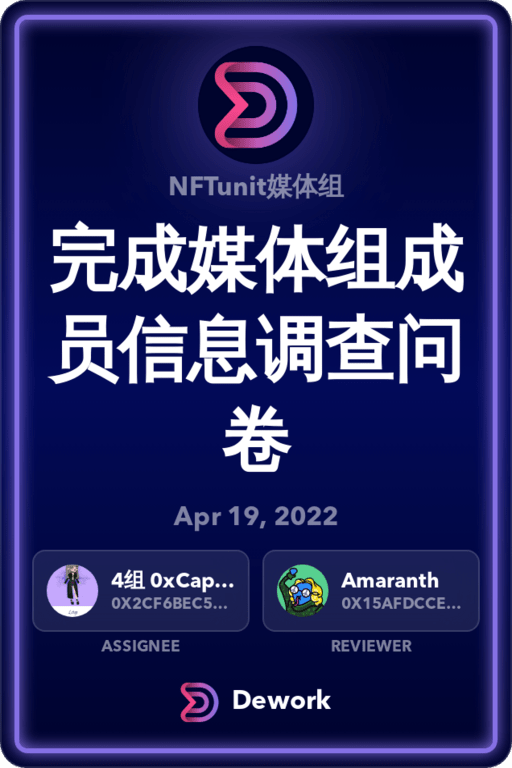 NFTunit媒体组
完成媒体组成
员信息调查问
卷
Apr 19, 2022
4组 0xCap...
0X2CF6BEC5...
Amaranth
0X15AFDCCE...
ASSIGNEE
REVIEWER
Dework